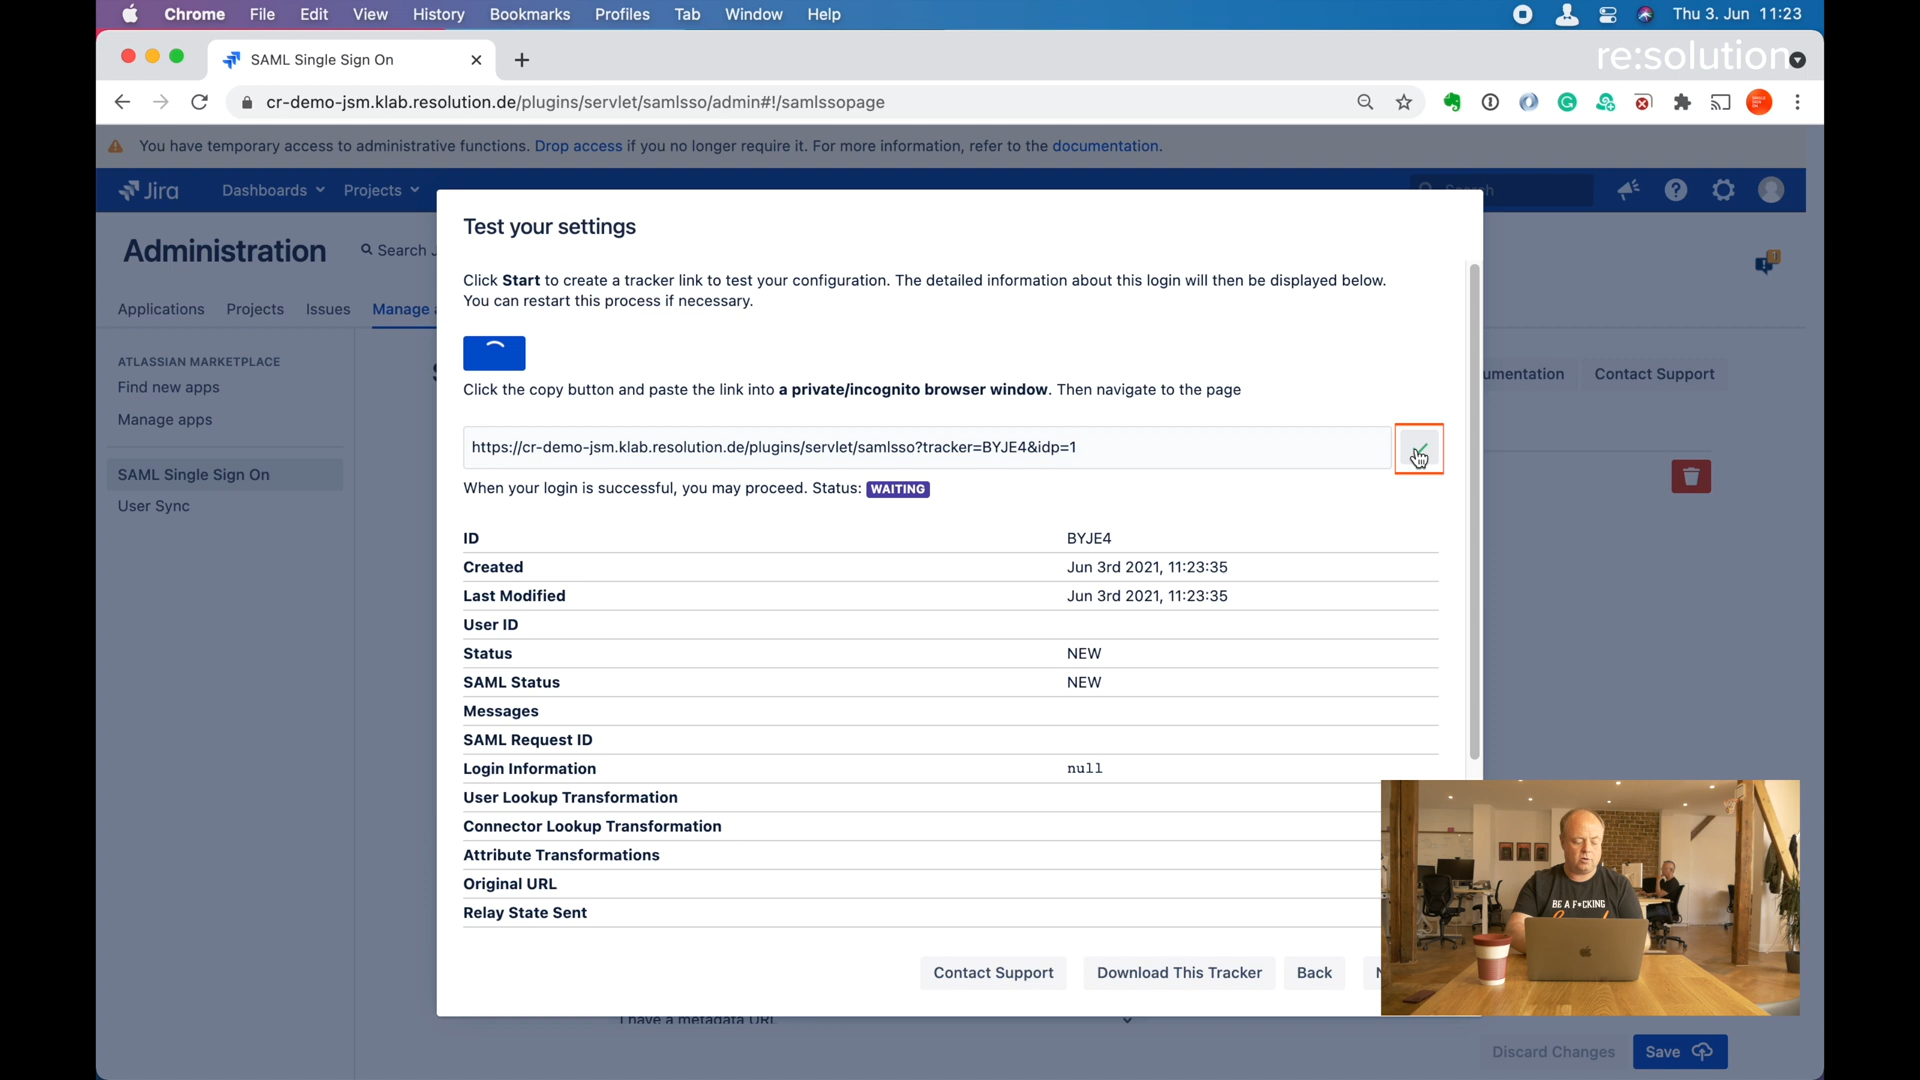 Chrome File Edit View History Bookmarks Profiles Tab Window Help Thu 3. Jun 11:23
SAML Single Sign On
re:solution
cr-demo-jsm.klab.resolution.de/plugins/servlet/samlsso/admin#!/samlssopage
You have temporary access to administrative functions. Drop access if you no longer require it. For more information, refer to the documentation.
Jira Dashboards Projects Search
Test your settings
Administration Search
Click Start to create a tracker link to test your configuration. The detailed information about this login will then be displayed below.
You can restart this process if necessary.
Applications Projects Issues Manage
ATLASSIAN MARKETPLACE
Find new apps
Manage apps
SAML Single Sign On
User Sync
umentation Contact Support
Click the copy button and paste the link into a private/incognito browser window. Then navigate to the page
https://cr-demo-jsm.klab.resolution.de/plugins/servlet/samlsso?tracker=BYJE4&idp=1
When your login is successful, you may proceed. Status: WAITING
ID BYJE4
Created Jun 3rd 2021, 11:23:35
Last Modified Jun 3rd 2021, 11:23:35
User ID
Status NEW
SAML Status NEW
Messages
SAML Request ID
Login Information null
User Lookup Transformation
Connector Lookup Transformation
Attribute Transformations
Original URL
Relay State Sent
BE A F*CKING
Contact Support Download This Tracker Back
I have a metadata URL
Discard Changes Save